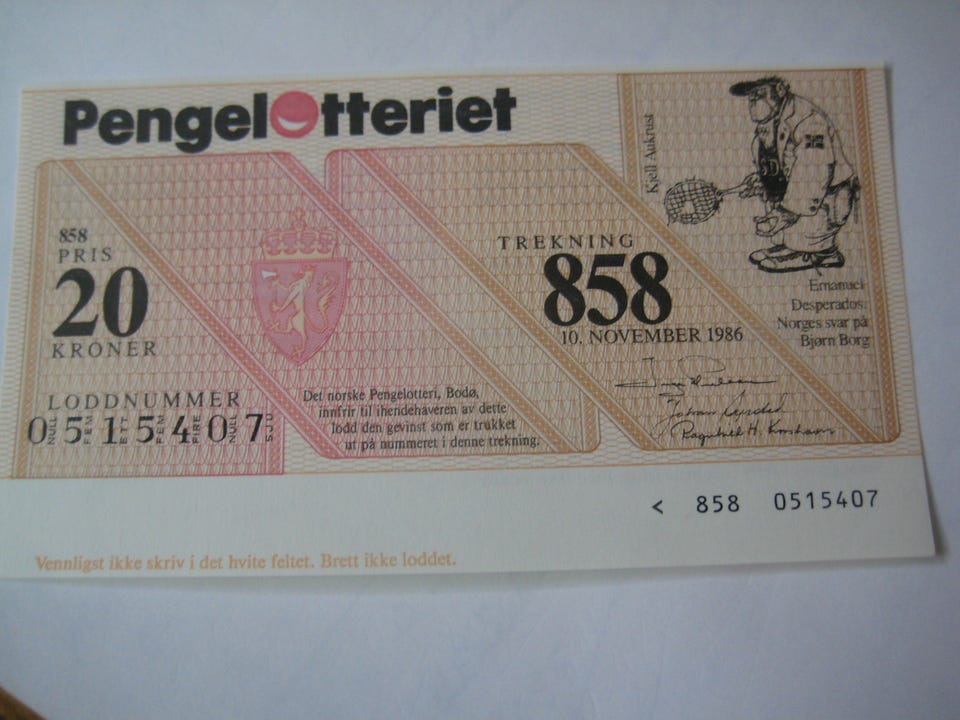 Pengelotteriet
858
PRIS
20
KRONER
LODDNUMMER
0 5 1 5 4 0 7
NULL FEM ETT FEM FIRE NULL SJU
Det norske Pengelotteri, Bodø,
innfrir til ihendehaveren av dette
lodd den gevinst som er trukket
ut på nummeret i denne trekning.
TREKNING
858
10. NOVEMBER 1986
Kjell Aukrust
Emanuel
Desperados.
Norges svar på
Bjørn Borg
< 858 0515407
Vennligst ikke skriv i det hvite feltet. Brett ikke loddet.